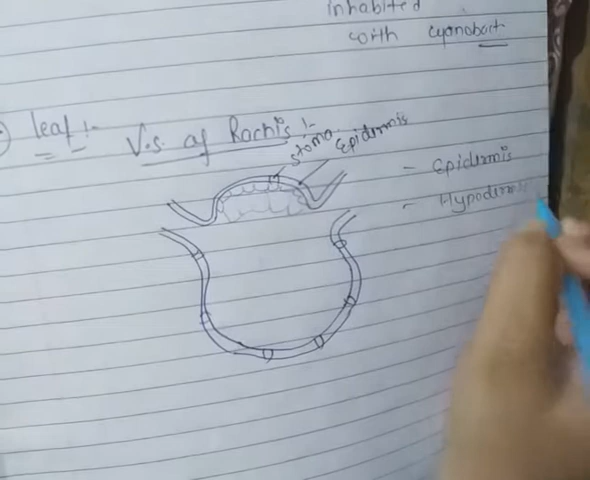 inhabited
with cyanobact
leaf :-
V.s. of Rachis :-
stoma
Epidermis
- Epidermis
- Hypodermis